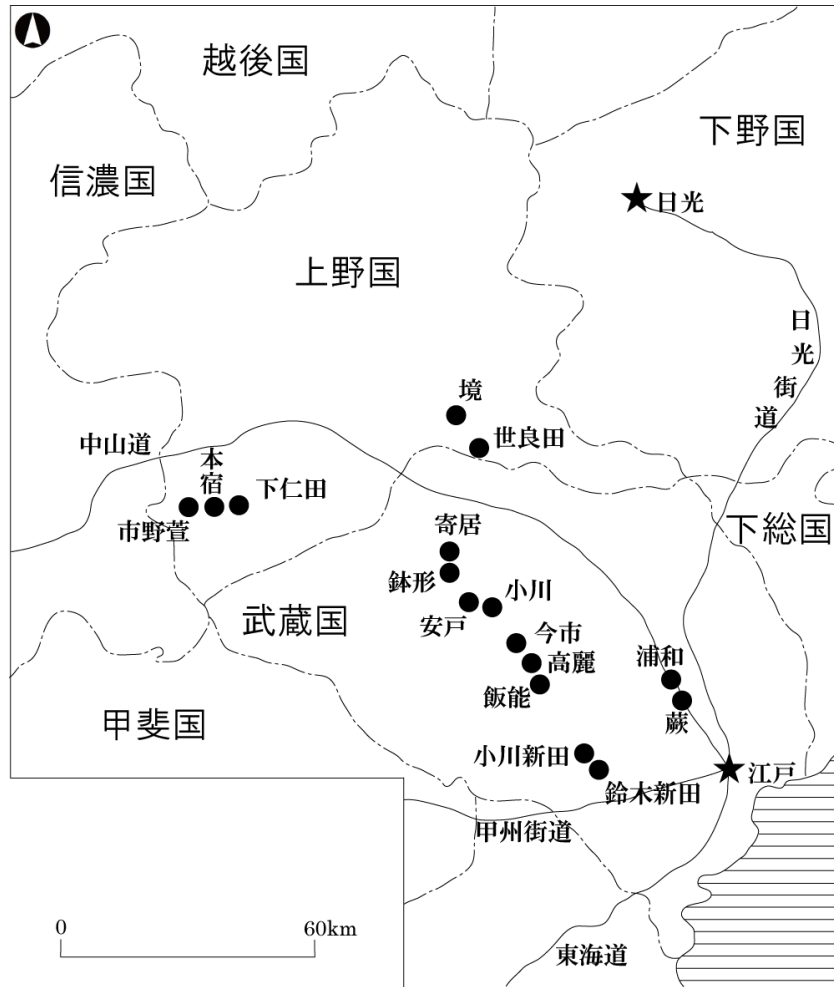 越後国
下野国
信濃国
日光
上野国
日光街道
境
世良田
中山道
本宿
下仁田
市野萱
下総国
寄居
鉢形
小川
安戸
武蔵国
今市
高麗
浦和
飯能
蕨
甲斐国
小川新田
江戸
鈴木新田
甲州街道
0
60km
東海道